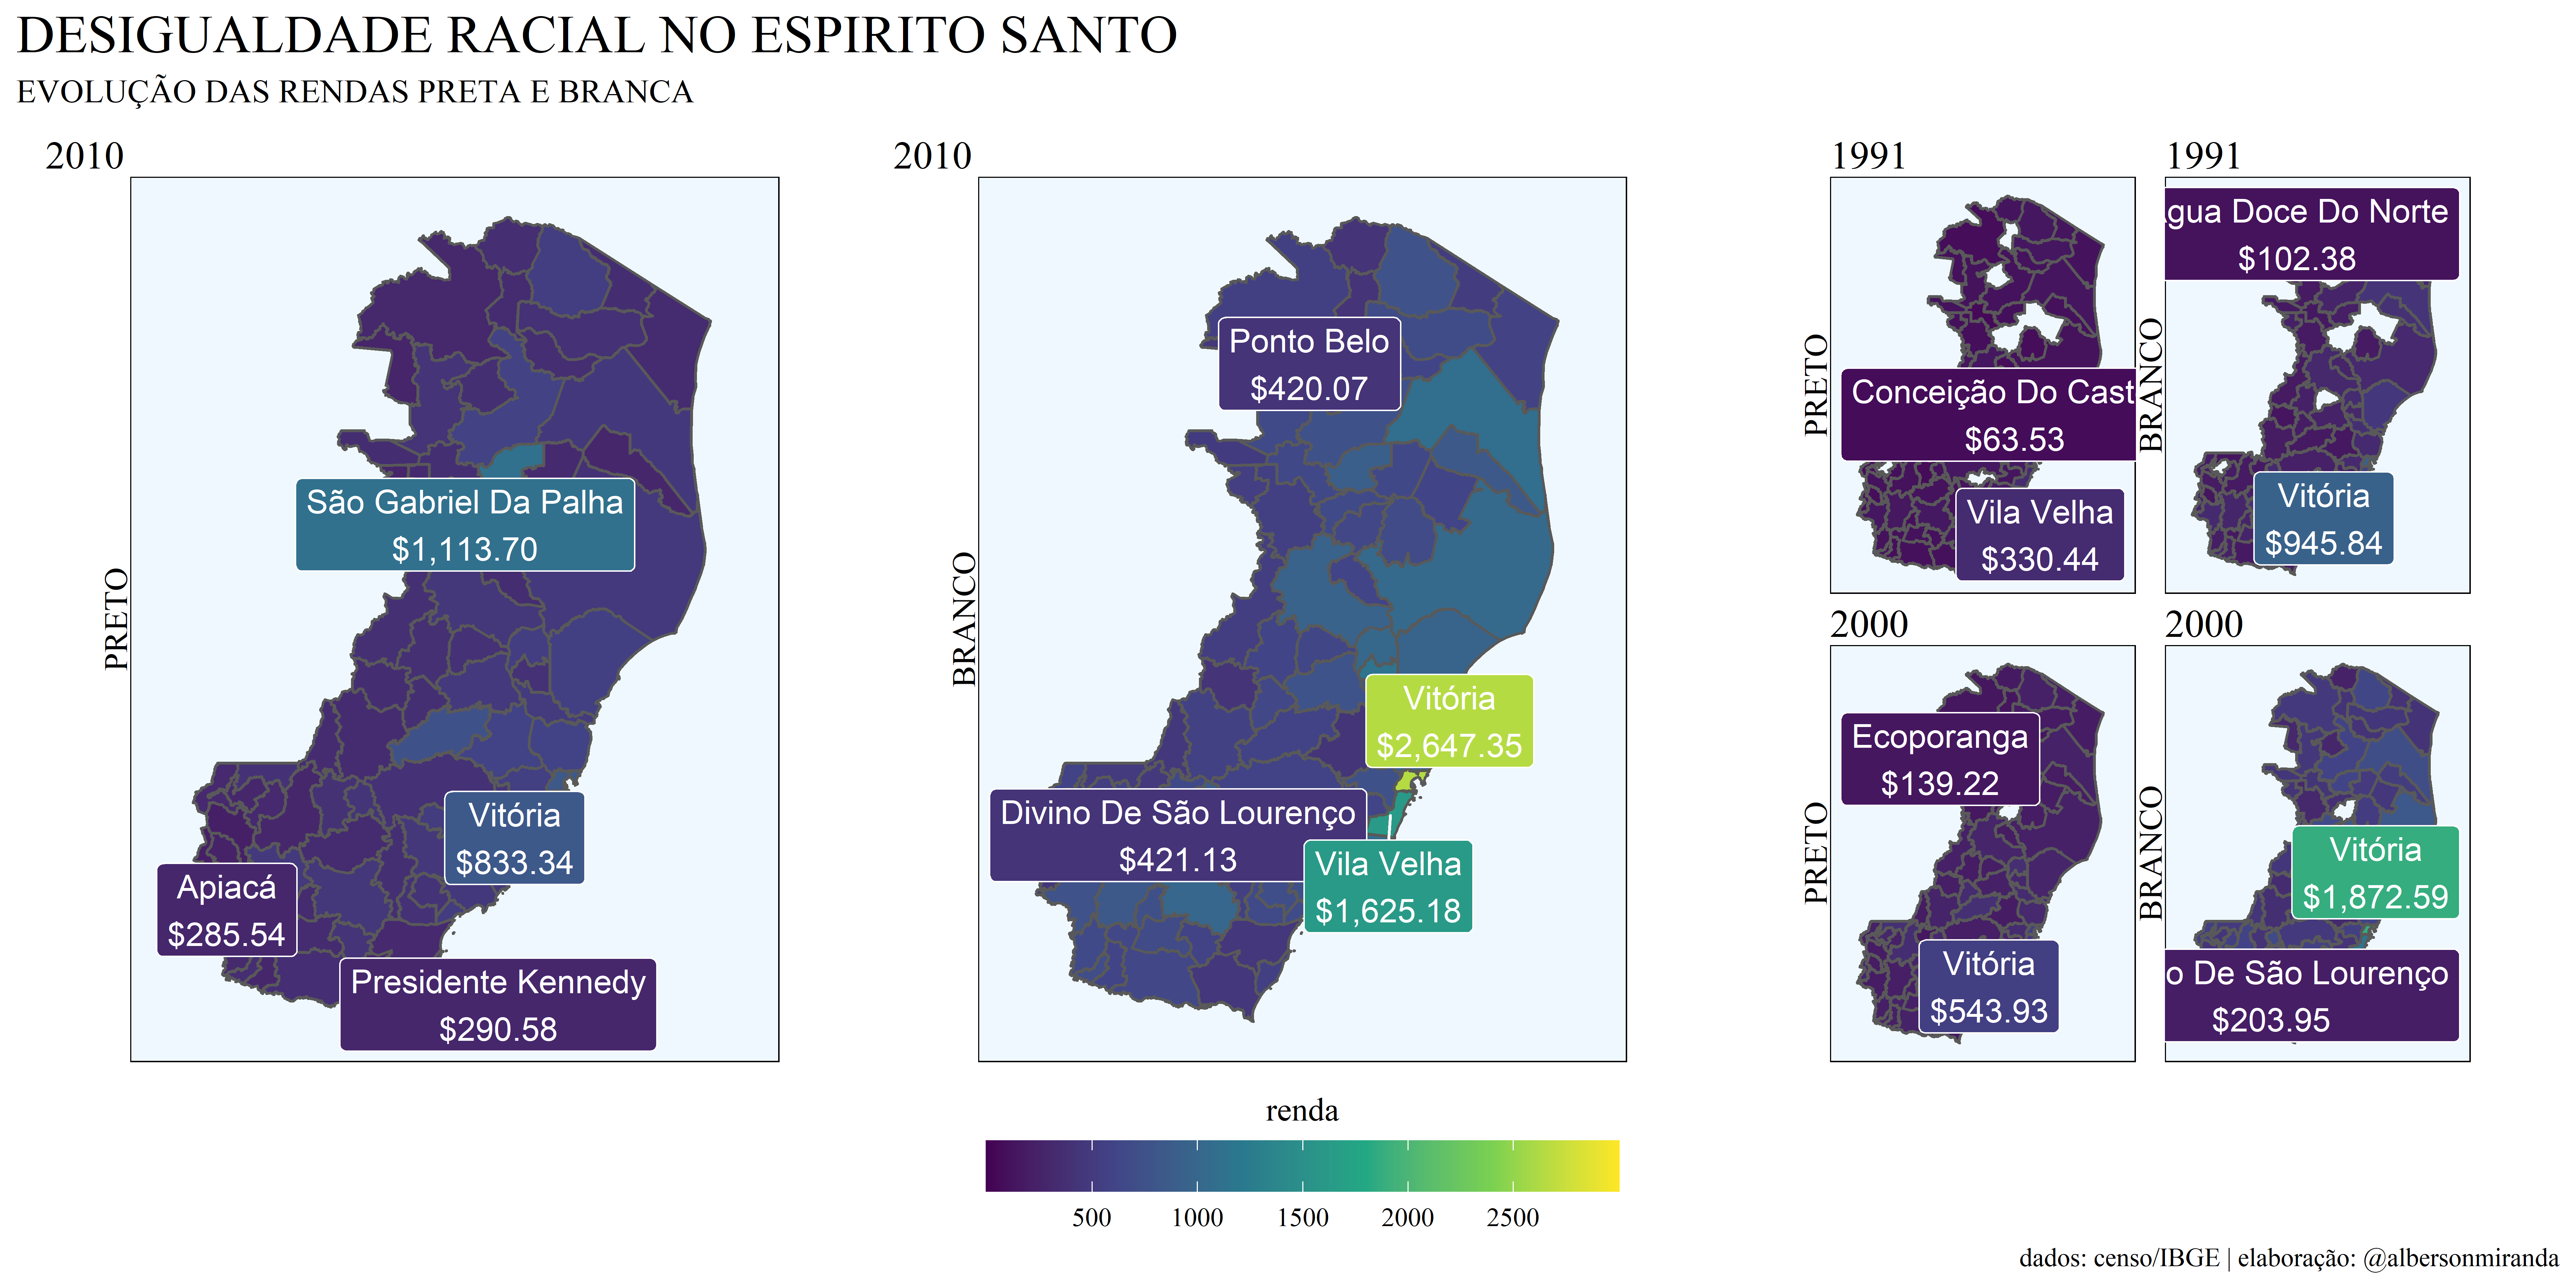 DESIGUALDADE RACIAL NO ESPIRITO SANTO
EVOLUÇÃO DAS RENDAS PRETA E BRANCA
2010
PRETO
São Gabriel Da Palha
$1,113.70
Vitória
$833.34
Apiacá
$285.54
Presidente Kennedy
$290.58
2010
BRANCO
Ponto Belo
$420.07
Vitória
$2,647.35
Divino De São Lourenço
$421.13
Vila Velha
$1,625.18
1991
PRETO
Conceição Do Cast
$63.53
Vila Velha
$330.44
1991
BRANCO
gua Doce Do Norte
$102.38
Vitória
$945.84
2000
PRETO
Ecoporanga
$139.22
Vitória
$543.93
2000
BRANCO
Vitória
$1,872.59
o De São Lourenço
$203.95
renda
500 1000 1500 2000 2500
dados: censo/IBGE | elaboração: @albersonmiranda